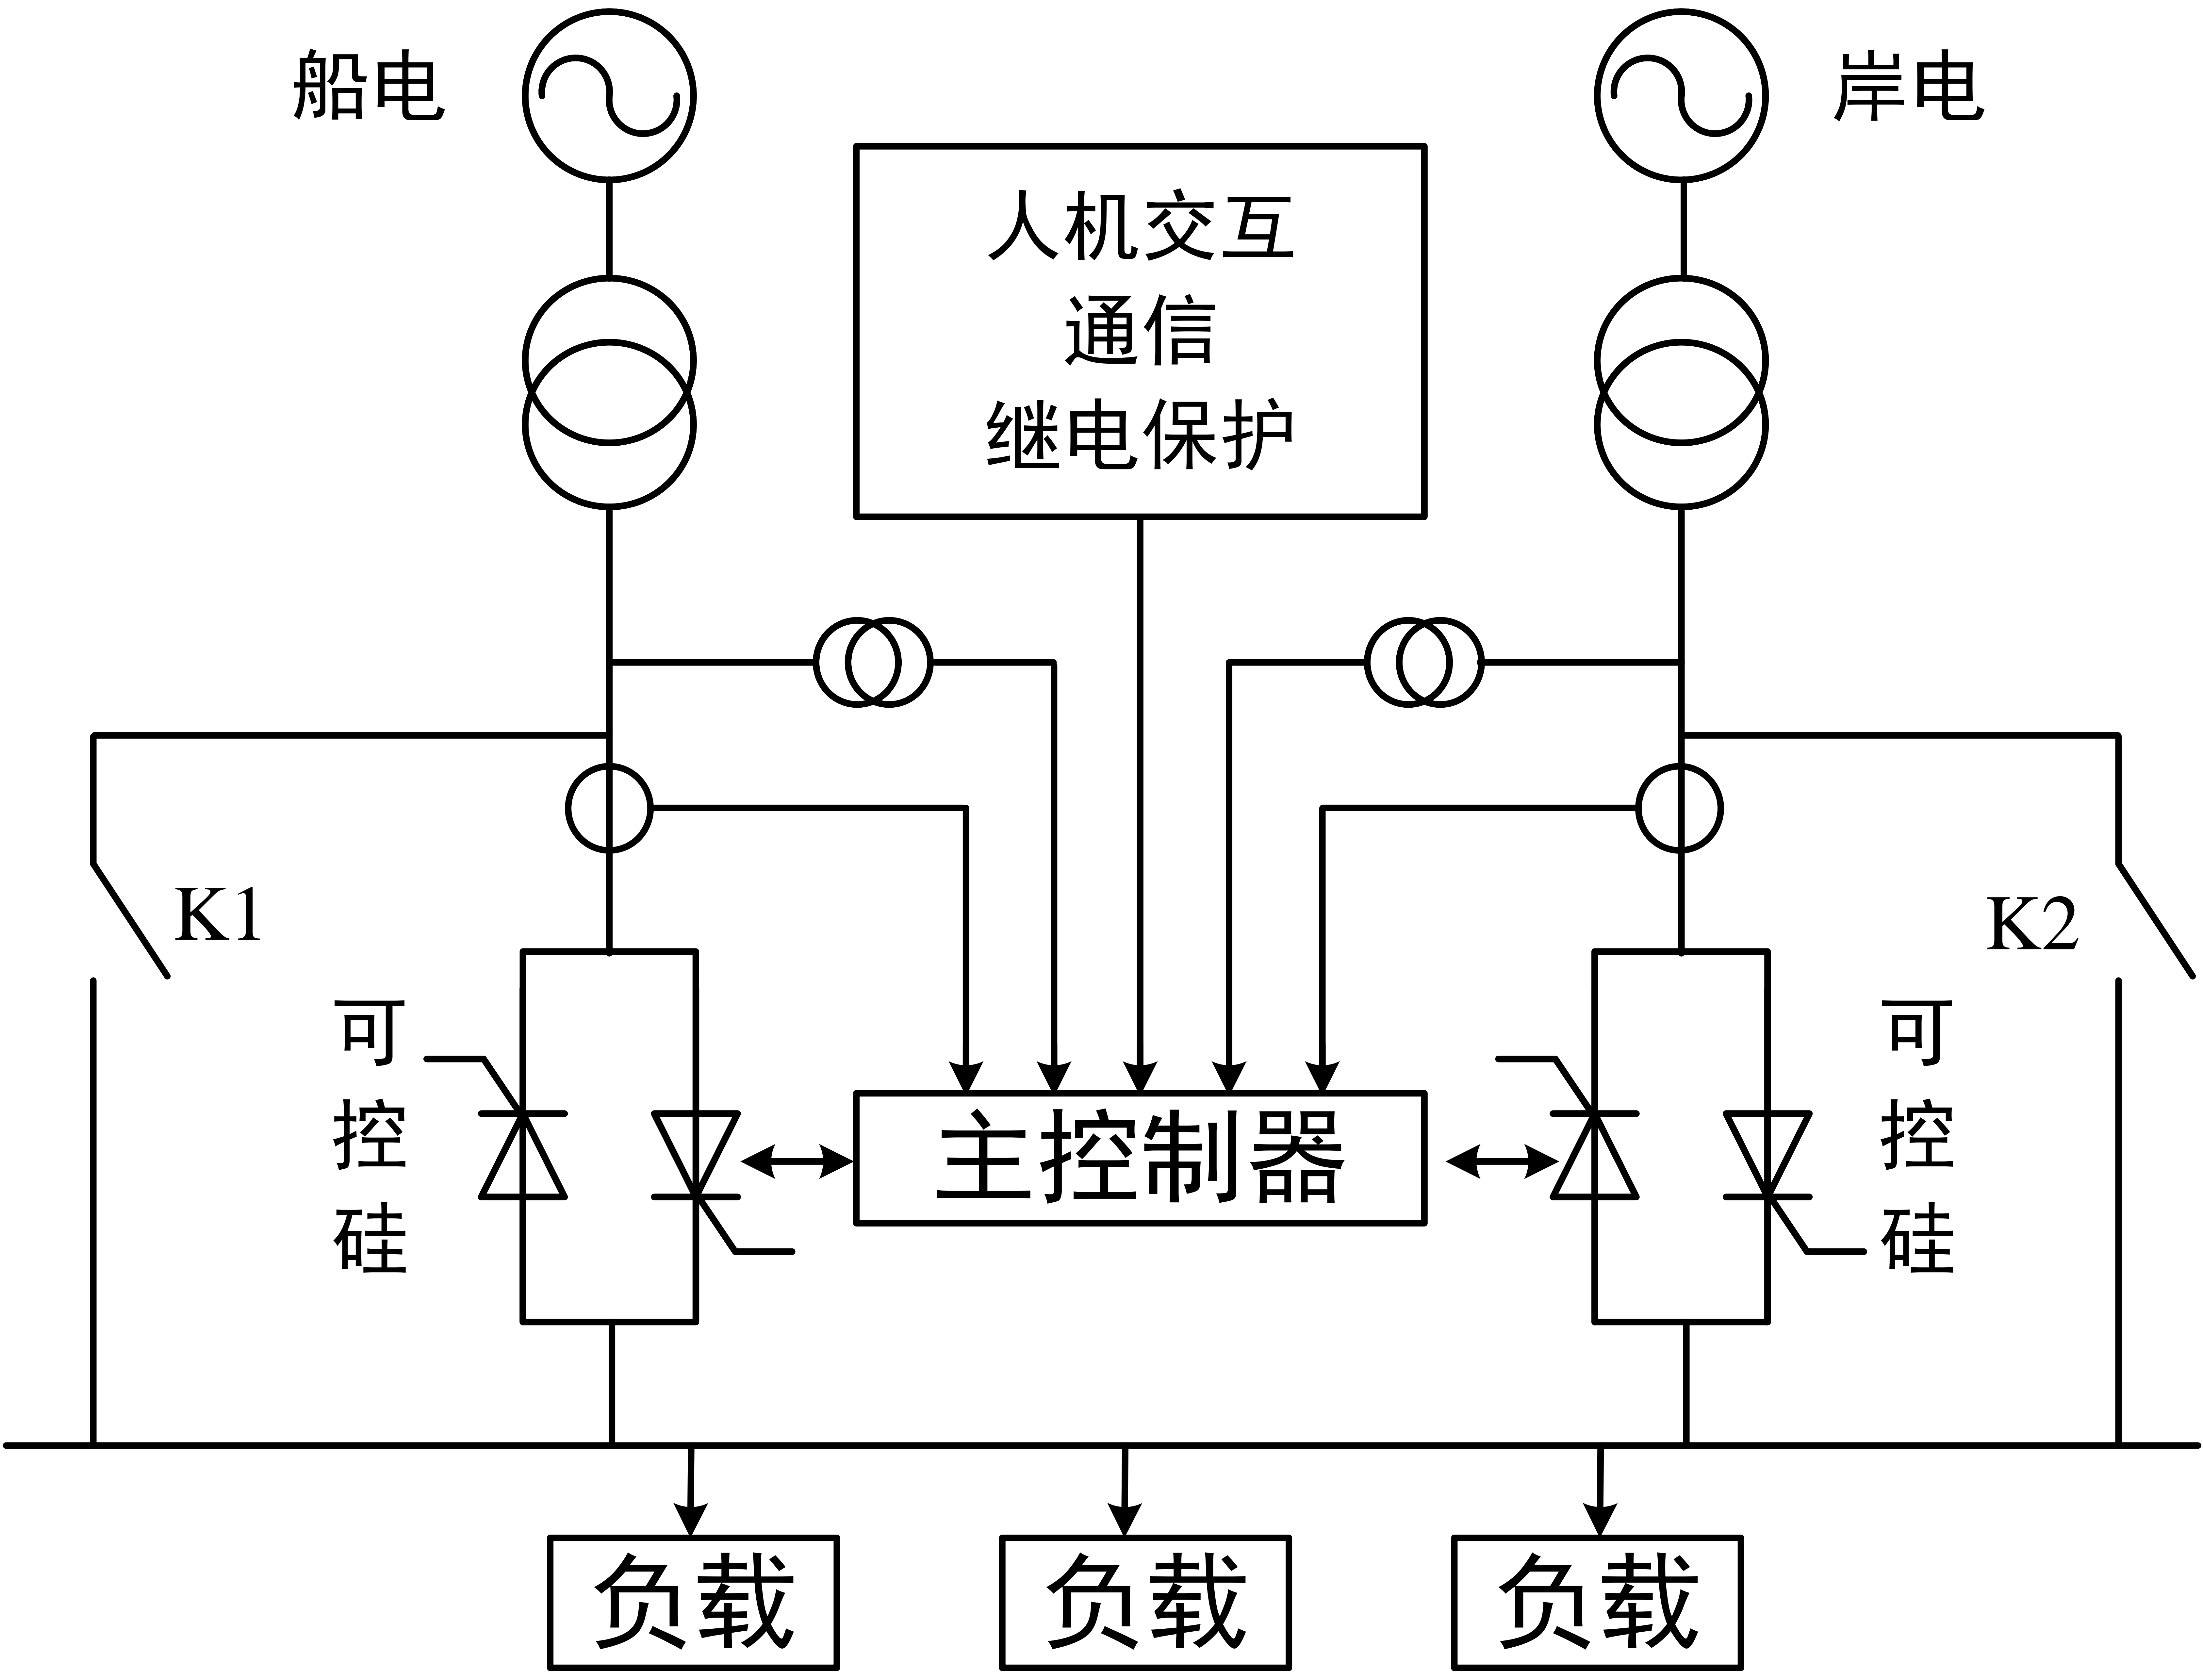 船电
岸电
人机交互
通信
继电保护
K1
K2
可
控
硅
主控制器
可
控
硅
负载
负载
负载